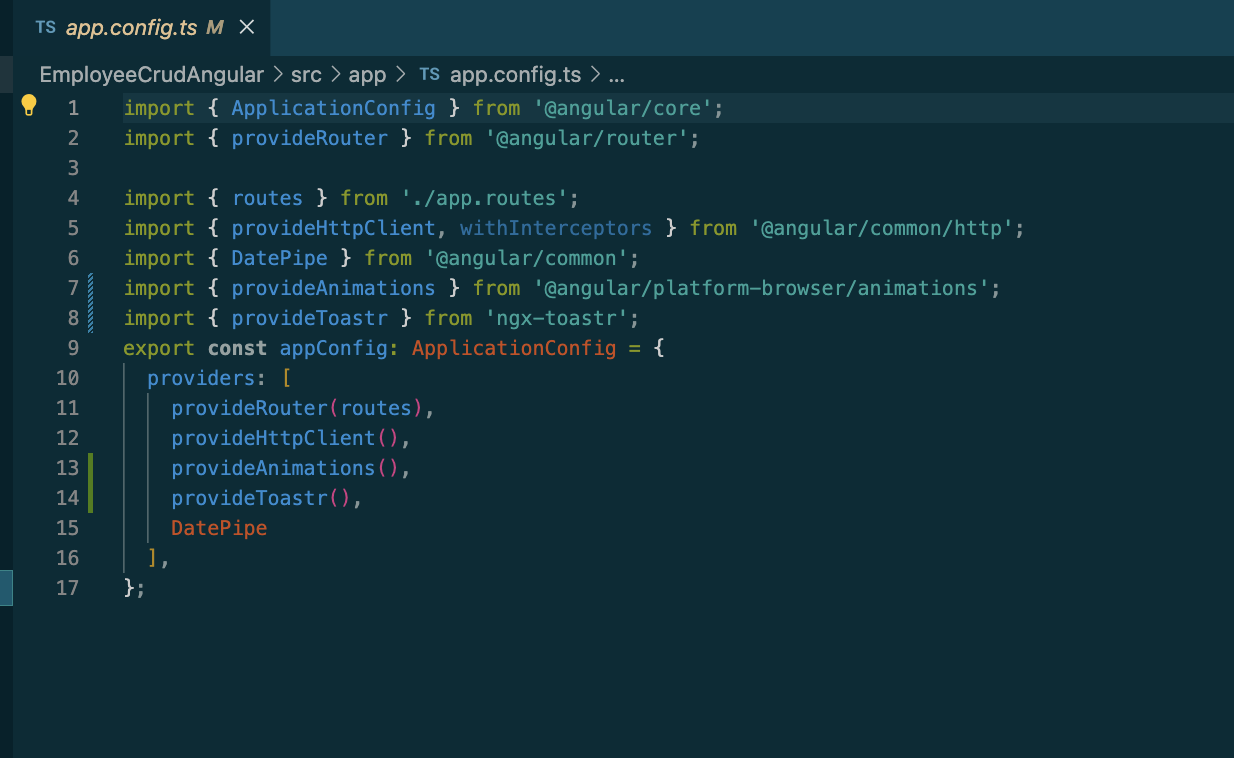 TS app.config.ts M
EmployeeCrudAngular > src > app > TS app.config.ts > ...
1 import { ApplicationConfig } from '@angular/core';
2 import { provideRouter } from '@angular/router';
3
4 import { routes } from './app.routes';
5 import { provideHttpClient, withInterceptors } from '@angular/common/http';
6 import { DatePipe } from '@angular/common';
7 import { provideAnimations } from '@angular/platform-browser/animations';
8 import { provideToastr } from 'ngx-toastr';
9 export const appConfig: ApplicationConfig = {
10   providers: [
11     provideRouter(routes),
12     provideHttpClient(),
13     provideAnimations(),
14     provideToastr(),
15     DatePipe
16   ],
17 };